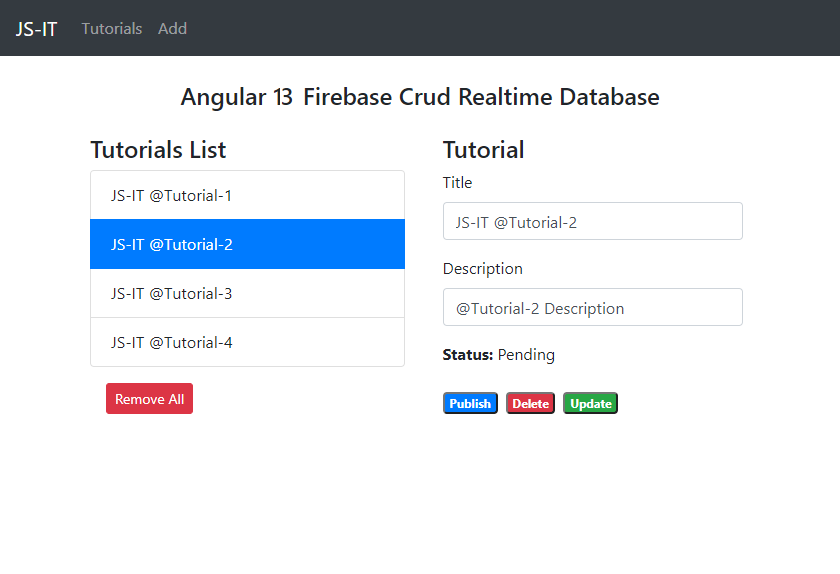 JS-IT Tutorials Add
Angular 13 Firebase Crud Realtime Database
Tutorials List
JS-IT @Tutorial-1
JS-IT @Tutorial-2
JS-IT @Tutorial-3
JS-IT @Tutorial-4
Remove All
Tutorial
Title
JS-IT @Tutorial-2
Description
@Tutorial-2 Description
Status: Pending
Publish Delete Update